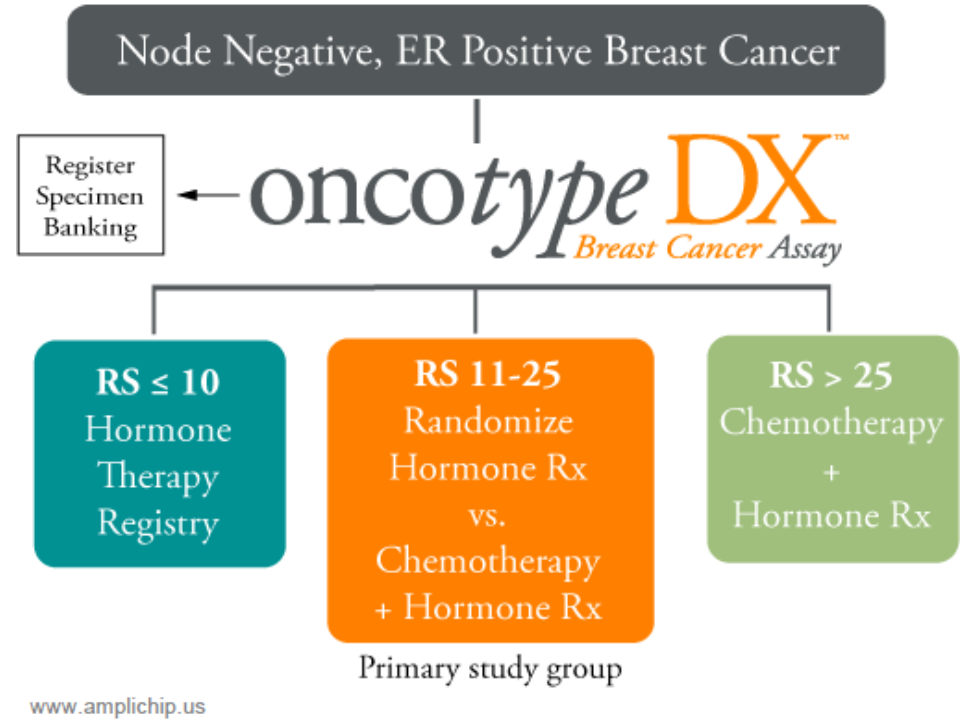 Node Negative, ER Positive Breast Cancer
Register
Specimen
Banking
oncotype DX™
Breast Cancer Assay
RS ≤ 10
Hormone
Therapy
Registry
RS 11-25
Randomize
Hormone Rx
vs.
Chemotherapy
+ Hormone Rx
RS > 25
Chemotherapy
+
Hormone Rx
Primary study group
www.amplichip.us